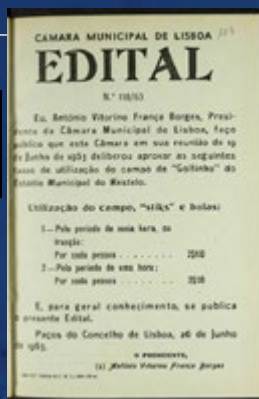 CAMARA MUNICIPAL DE LISBOA
EDITAL
N.º 118/63
Eu, António Vitorino França Borges, Presi-
dente da Câmara Municipal de Lisboa, faço
público que esta Câmara em sua reunião de 19
de Junho de 1963 deliberou aprovar as seguintes
taxas de utilização do campo de "Golfinho" do
Estádio Municipal do Restelo.
Utilização do campo, "stiks" e bolas:
1—Pelo período de meia hora, ou
fracção:
Por cada pessoa . . . . . . . .
2—Pelo período de uma hora:
Por cada pessoa . . . . . . . .
E, para geral conhecimento, se publica
o presente Edital.
Paços do Concelho de Lisboa, 26 de Junho
de 1963.
O PRESIDENTE,
(a) António Vitorino França Borges